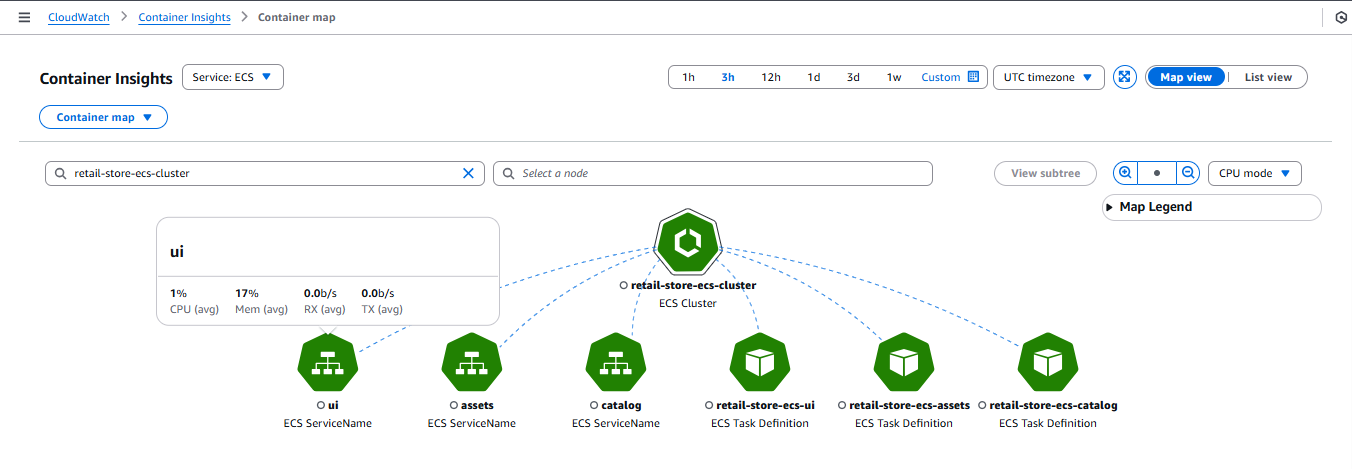 CloudWatch > Container Insights > Container map
Container Insights Service: ECS
1h 3h 12h 1d 3d 1w Custom UTC timezone Map view List view
Container map
retail-store-ecs-cluster Select a node View subtree CPU mode
Map Legend
ui
1% 17% 0.0b/s 0.0b/s
CPU (avg) Mem (avg) RX (avg) TX (avg)
retail-store-ecs-cluster
ECS Cluster
ui assets catalog retail-store-ecs-ui retail-store-ecs-assets retail-store-ecs-catalog
ECS ServiceName ECS ServiceName ECS ServiceName ECS Task Definition ECS Task Definition ECS Task Definition